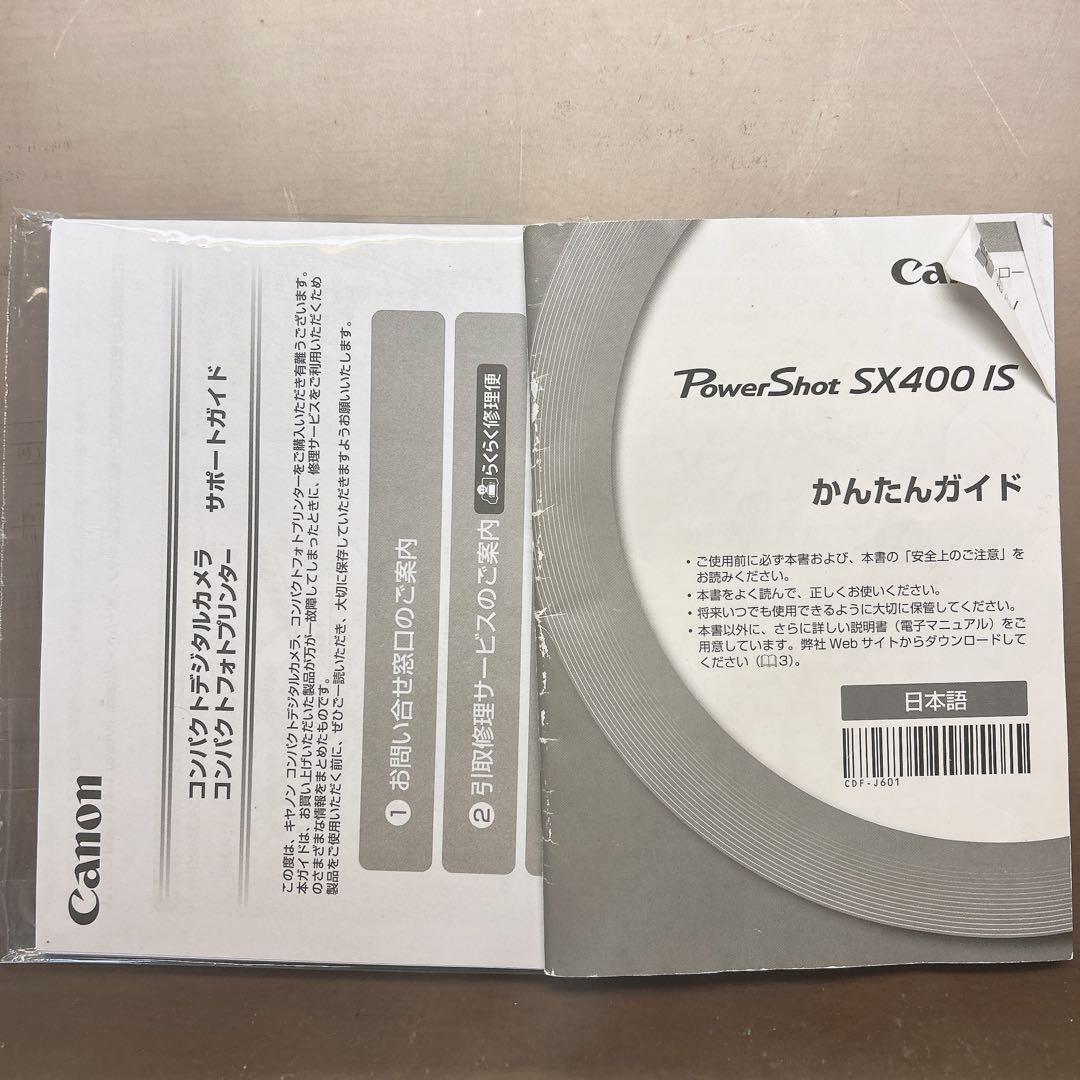 Canon
コンパクトデジタルカメラ
コンパクトフォトプリンター
サポートガイド
この度は、キヤノン コンパクトデジタルカメラ、コンパクトフォトプリンターをご購入いただき有難うございます。
本ガイドは、お買い上げいただいた製品が万が一故障してしまったときに、修理サービスをご利用いただくため
のさまざまな情報をまとめたものです。
製品をご使用いただく前に、ぜひご一読いただき、大切に保存していただきますようお願いいたします。
1 お問い合せ窓口のご案内
2 引取修理サービスのご案内 らくらく修理便
Ca
ロー
PowerShot SX400 IS
かんたんガイド
・ご使用前に必ず本書および、本書の「安全上のご注意」を
お読みください。
・本書をよく読んで、正しくお使いください。
・将来いつでも使用できるように大切に保管してください。
・本書以外に、さらに詳しい説明書（電子マニュアル）をご
用意しています。弊社 Web サイトからダウンロードして
ください（📖3）。
日本語
CDF-J601